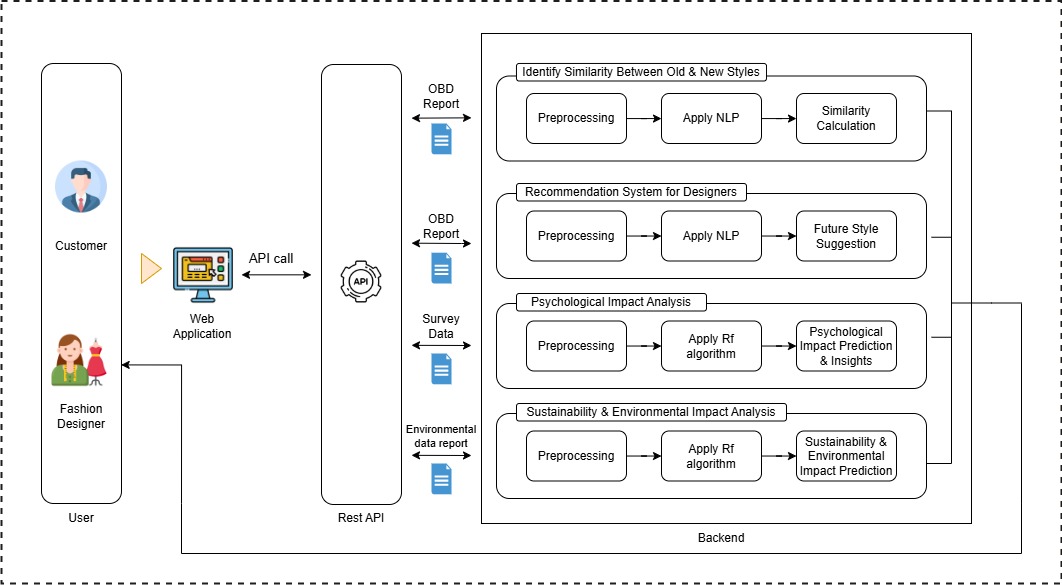 Customer
Fashion
Designer
User
Web
Application
API call
API
Rest API
OBD
Report
OBD
Report
Survey
Data
Environmental
data report
Identify Similarity Between Old & New Styles
Preprocessing
Apply NLP
Similarity
Calculation
Recommendation System for Designers
Preprocessing
Apply NLP
Future Style
Suggestion
Psychological Impact Analysis
Preprocessing
Apply Rf
algorithm
Psychological
Impact Prediction
& Insights
Sustainability & Environmental Impact Analysis
Preprocessing
Apply Rf
algorithm
Sustainability &
Environmental
Impact Prediction
Backend